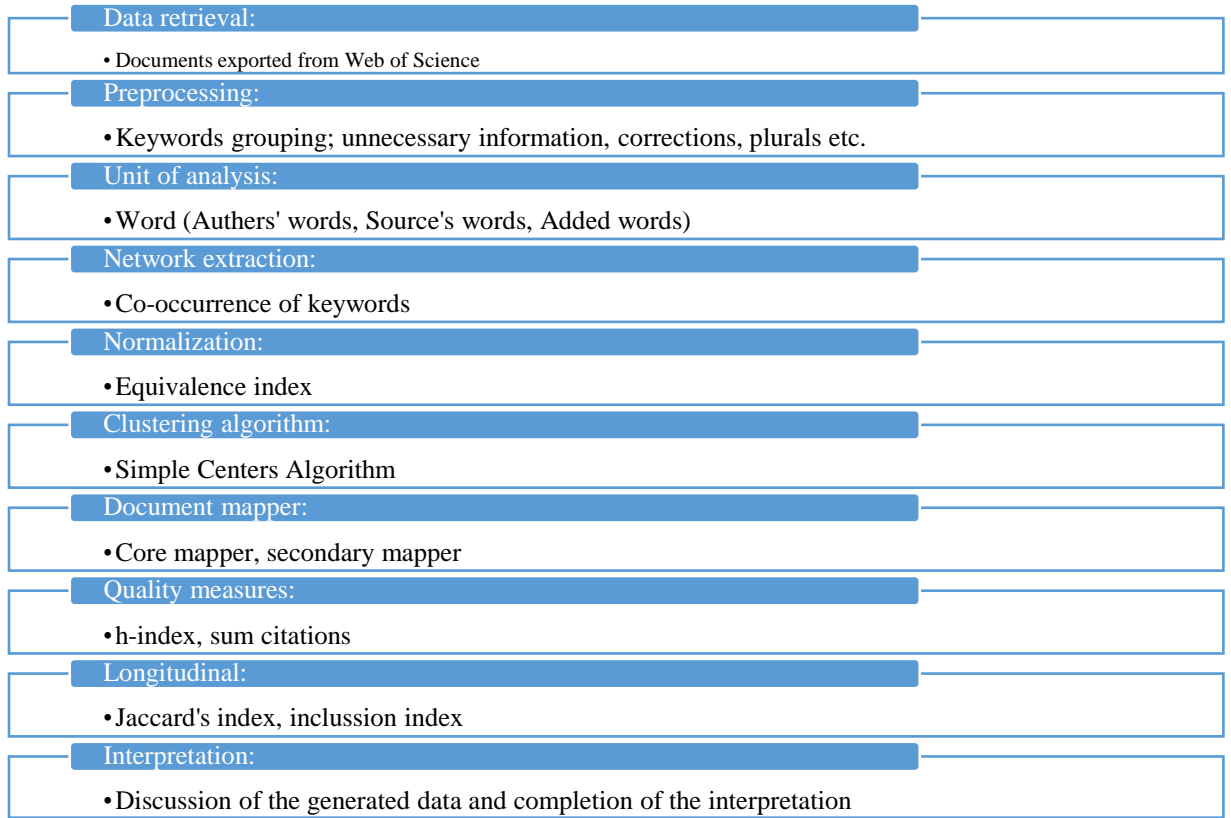 Data retrieval:
• Documents exported from Web of Science
Preprocessing:
• Keywords grouping; unnecessary information, corrections, plurals etc.
Unit of analysis:
• Word (Authers' words, Source's words, Added words)
Network extraction:
• Co-occurrence of keywords
Normalization:
• Equivalence index
Clustering algorithm:
• Simple Centers Algorithm
Document mapper:
• Core mapper, secondary mapper
Quality measures:
• h-index, sum citations
Longitudinal:
• Jaccard's index, inclussion index
Interpretation:
• Discussion of the generated data and completion of the interpretation